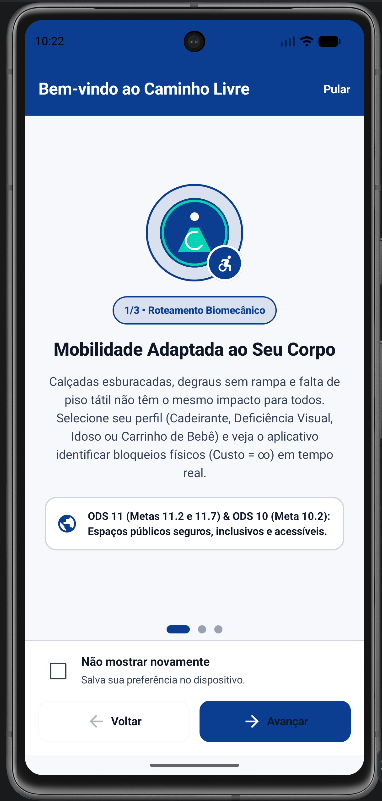 10:22
Bem-vindo ao Caminho Livre
Pular
C
1/3 • Roteamento Biomecânico
Mobilidade Adaptada ao Seu Corpo
Calçadas esburacadas, degraus sem rampa e falta de
piso tátil não têm o mesmo impacto para todos.
Selecione seu perfil (Cadeirante, Deficiência Visual,
Idoso ou Carrinho de Bebê) e veja o aplicativo
identificar bloqueios físicos (Custo = ∞) em tempo
real.
ODS 11 (Metas 11.2 e 11.7) & ODS 10 (Meta 10.2):
Espaços públicos seguros, inclusivos e acessíveis.
Não mostrar novamente
Salva sua preferência no dispositivo.
Voltar
Avançar